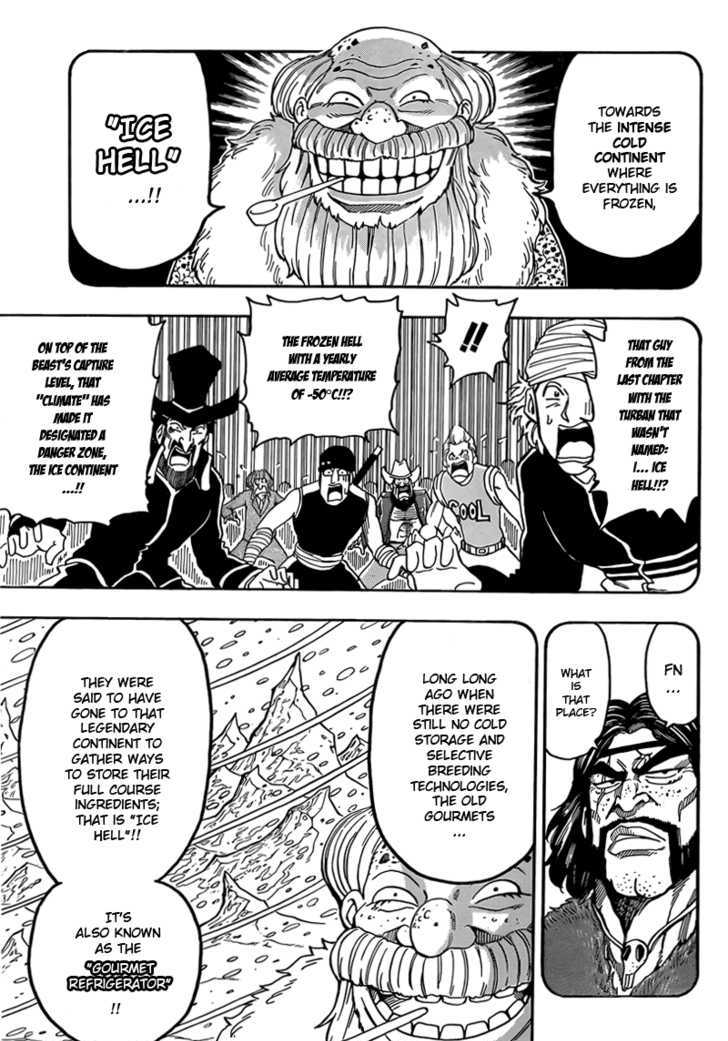 TOWARDS
THE INTENSE
COLD
CONTINENT
WHERE
EVERYTHING IS
FROZEN,
"ICE
HELL"
...!!
THAT GUY
FROM THE
LAST CHAPTER
WITH THE
TURBAN THAT
WASN'T
NAMED:
I... ICE
HELL!!?
!!
THE FROZEN HELL
WITH A YEARLY
AVERAGE TEMPERATURE
OF -50°C!!?
ON TOP OF THE
BEAST'S CAPTURE
LEVEL, THAT
"CLIMATE" HAS
MADE IT
DESIGNATED A
DANGER ZONE,
THE ICE CONTINENT
...!!
COOL
FN
...
WHAT
IS
THAT
PLACE?
LONG LONG
AGO WHEN
THERE WERE
STILL NO COLD
STORAGE AND
SELECTIVE
BREEDING
TECHNOLOGIES,
THE OLD
GOURMETS
...
THEY WERE
SAID TO HAVE
GONE TO THAT
LEGENDARY
CONTINENT TO
GATHER WAYS
TO STORE THEIR
FULL COURSE
INGREDIENTS;
THAT IS "ICE
HELL"!!
IT'S
ALSO KNOWN
AS THE
"GOURMET
REFRIGERATOR"
!!